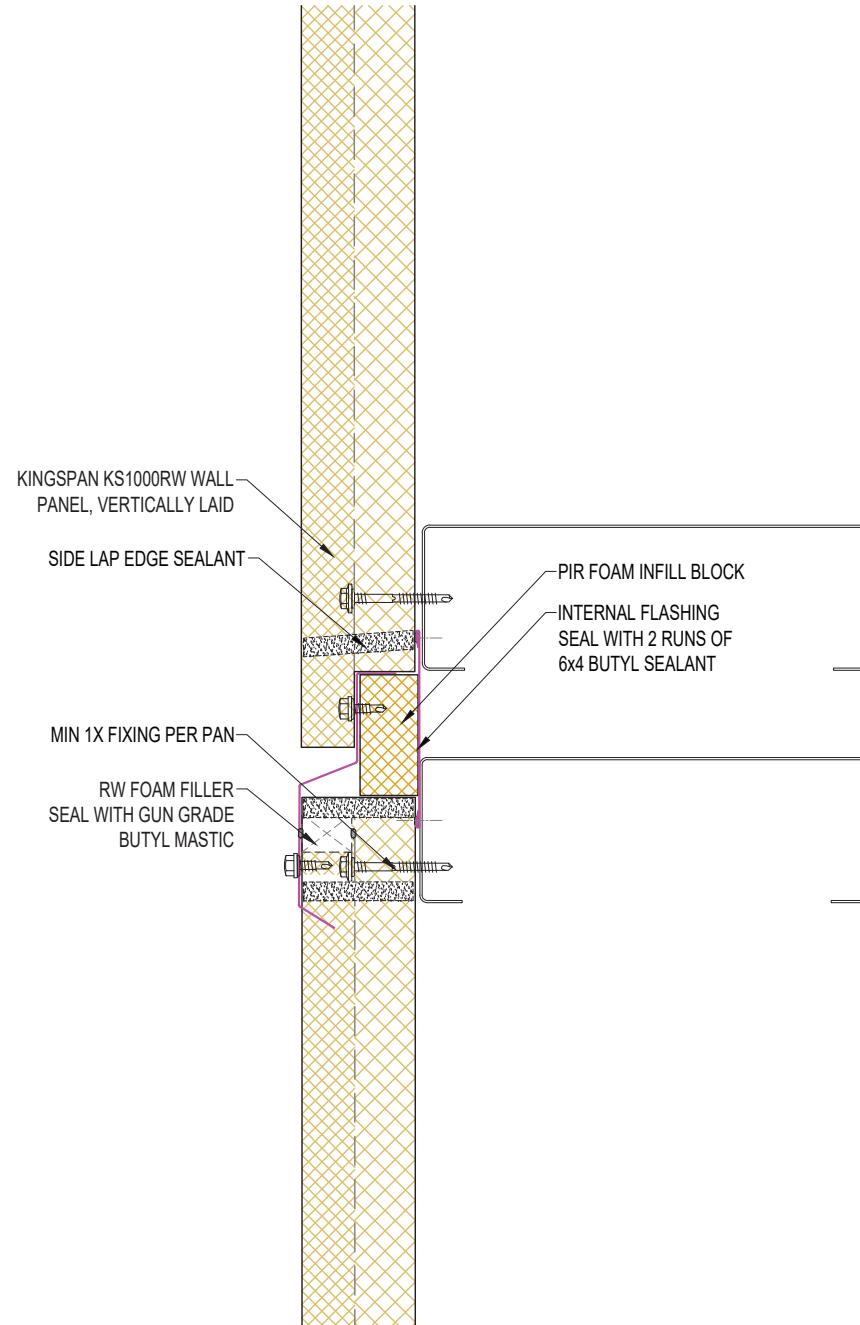 KINGSPAN KS1000RW WALL
PANEL, VERTICALLY LAID
SIDE LAP EDGE SEALANT
PIR FOAM INFILL BLOCK
INTERNAL FLASHING
SEAL WITH 2 RUNS OF
6x4 BUTYL SEALANT
MIN 1X FIXING PER PAN
RW FOAM FILLER
SEAL WITH GUN GRADE
BUTYL MASTIC